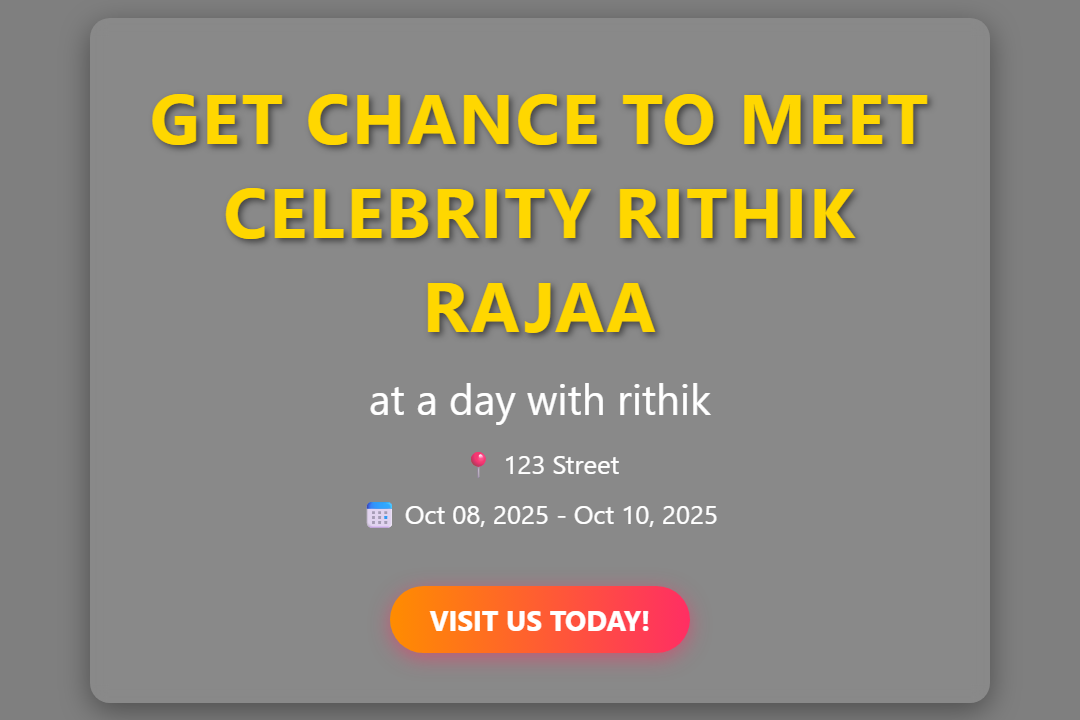 GET CHANCE TO MEET
CELEBRITY RITHIK
RAJAA
at a day with rithik
123 Street
Oct 08, 2025 - Oct 10, 2025
VISIT US TODAY!